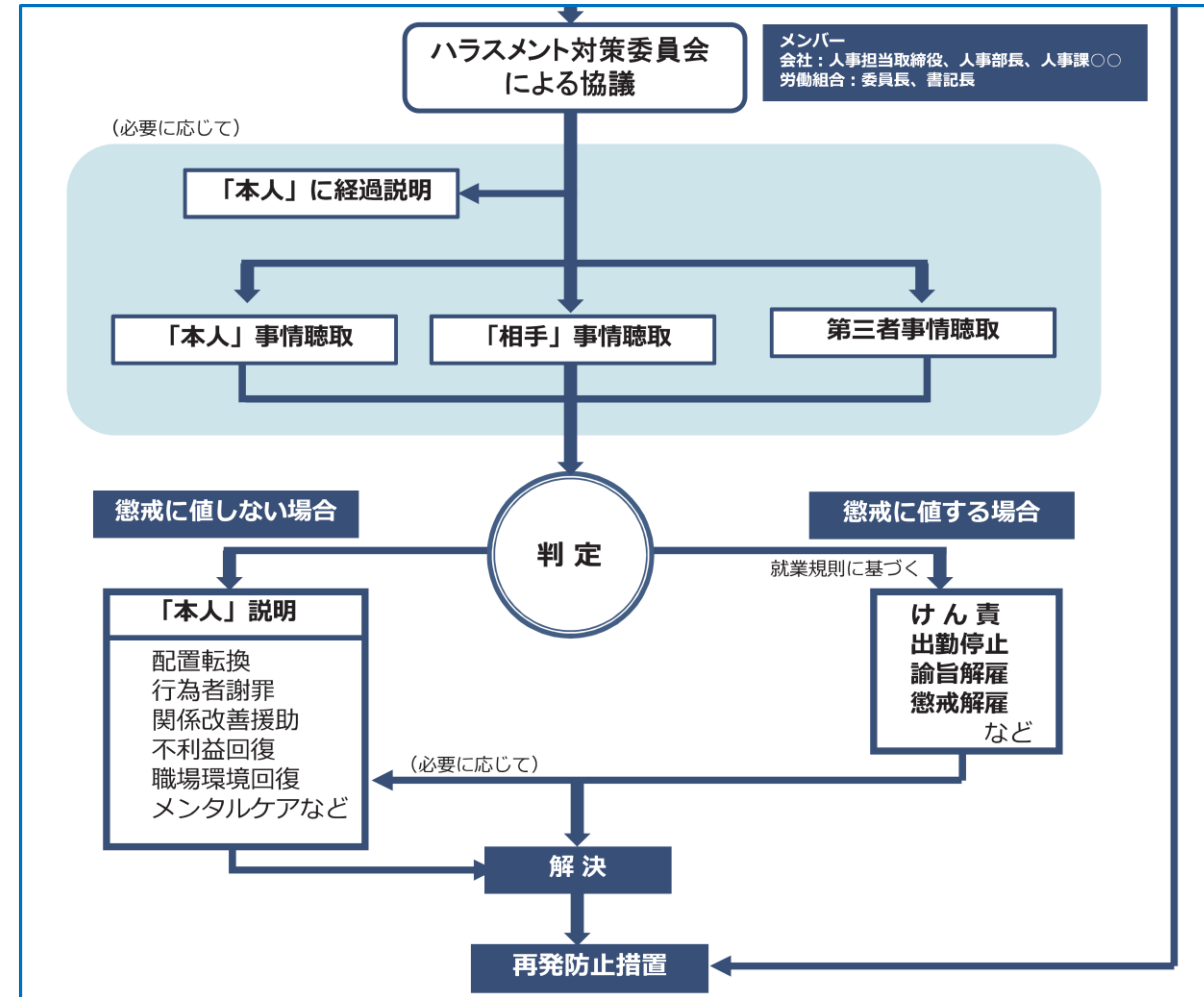 ハラスメント対策委員会
による協議
メンバー
会社：人事担当取締役、人事部長、人事課○○
労働組合：委員長、書記長
（必要に応じて）
「本人」に経過説明
「本人」事情聴取
「相手」事情聴取
第三者事情聴取
懲戒に値しない場合
懲戒に値する場合
判 定
就業規則に基づく
「本人」説明
配置転換
行為者謝罪
関係改善援助
不利益回復
職場環境回復
メンタルケアなど
け ん 責
出勤停止
諭旨解雇
懲戒解雇
など
（必要に応じて）
解 決
再発防止措置